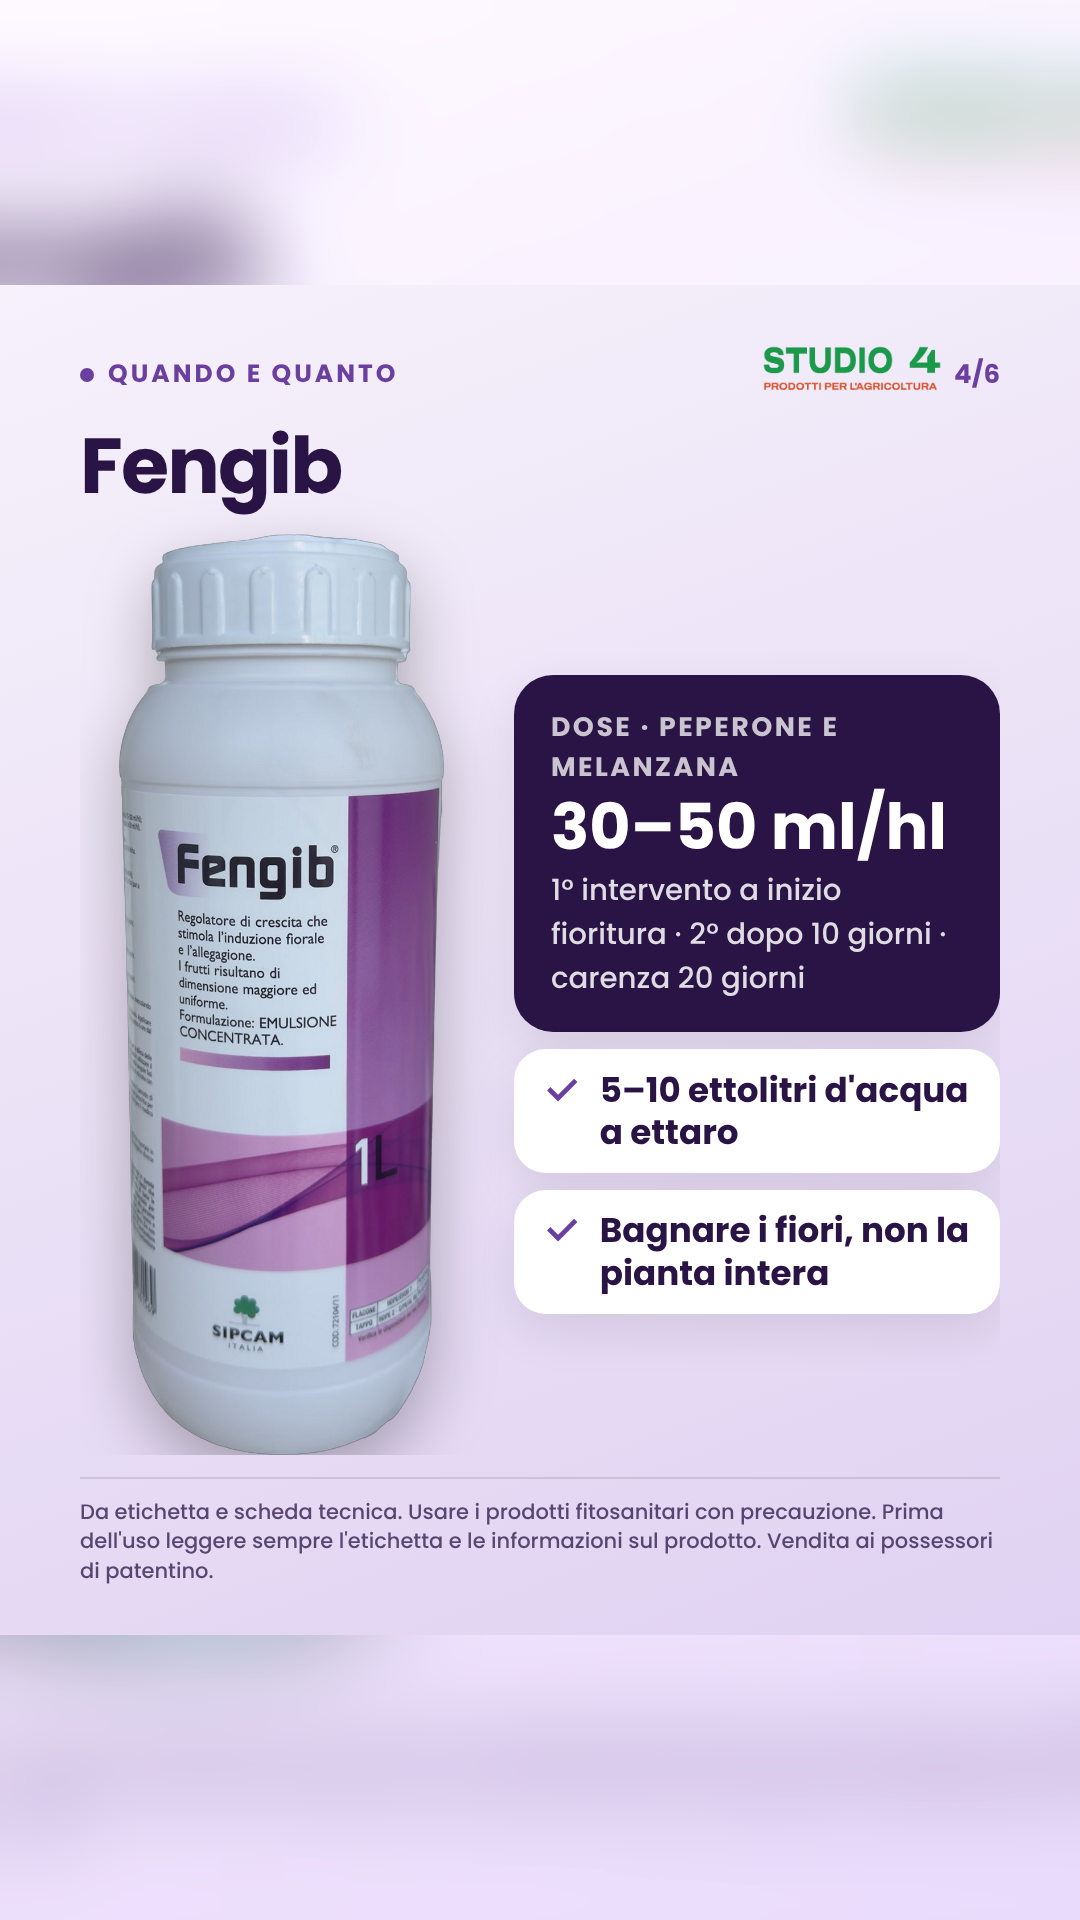 QUANDO E QUANTO
STUDIO 4
PRODOTTI PER L'AGRICOLTURA
4/6
Fengib
DOSE · PEPERONE E
MELANZANA
30–50 ml/hl
1° intervento a inizio
fioritura · 2° dopo 10 giorni ·
carenza 20 giorni
5–10 ettolitri d'acqua
a ettaro
Bagnare i fiori, non la
pianta intera
Fengib®
Regolatore di crescita che
stimola l'induzione fiorale
e l'allegagione.
I frutti risultano di
dimensione maggiore ed
uniforme.
Formulazione: EMULSIONE
CONCENTRATA.
1L
SIPCAM
ITALIA
FLACONE
TAPPO
Da etichetta e scheda tecnica. Usare i prodotti fitosanitari con precauzione. Prima
dell'uso leggere sempre l'etichetta e le informazioni sul prodotto. Vendita ai possessori
di patentino.